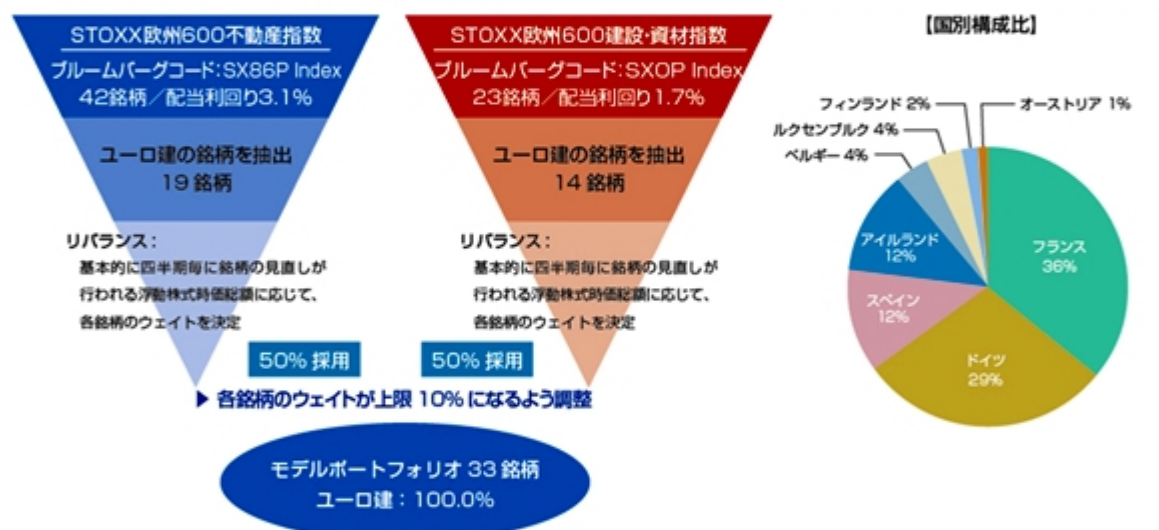 STOXX欧州600不動産指数
ブルームバーグコード:SX86P Index
42銘柄/配当利回り3.1%
ユーロ建の銘柄を抽出
19銘柄
リバランス:
基本的に四半期毎に銘柄の見直しが
行われる浮動株式時価総額に応じて、
各銘柄のウェイトを決定
50% 採用
STOXX欧州600建設・資材指数
ブルームバーグコード:SXOP Index
23銘柄/配当利回り1.7%
ユーロ建の銘柄を抽出
14銘柄
リバランス:
基本的に四半期毎に銘柄の見直しが
行われる浮動株式時価総額に応じて、
各銘柄のウェイトを決定
50% 採用
▶ 各銘柄のウェイトが上限 10% になるよう調整
モデルポートフォリオ 33 銘柄
ユーロ建:100.0%
【国別構成比】
フィンランド 2%
オーストリア 1%
ルクセンブルク 4%
ベルギー 4%
アイルランド
12%
フランス
36%
スペイン
12%
ドイツ
29%